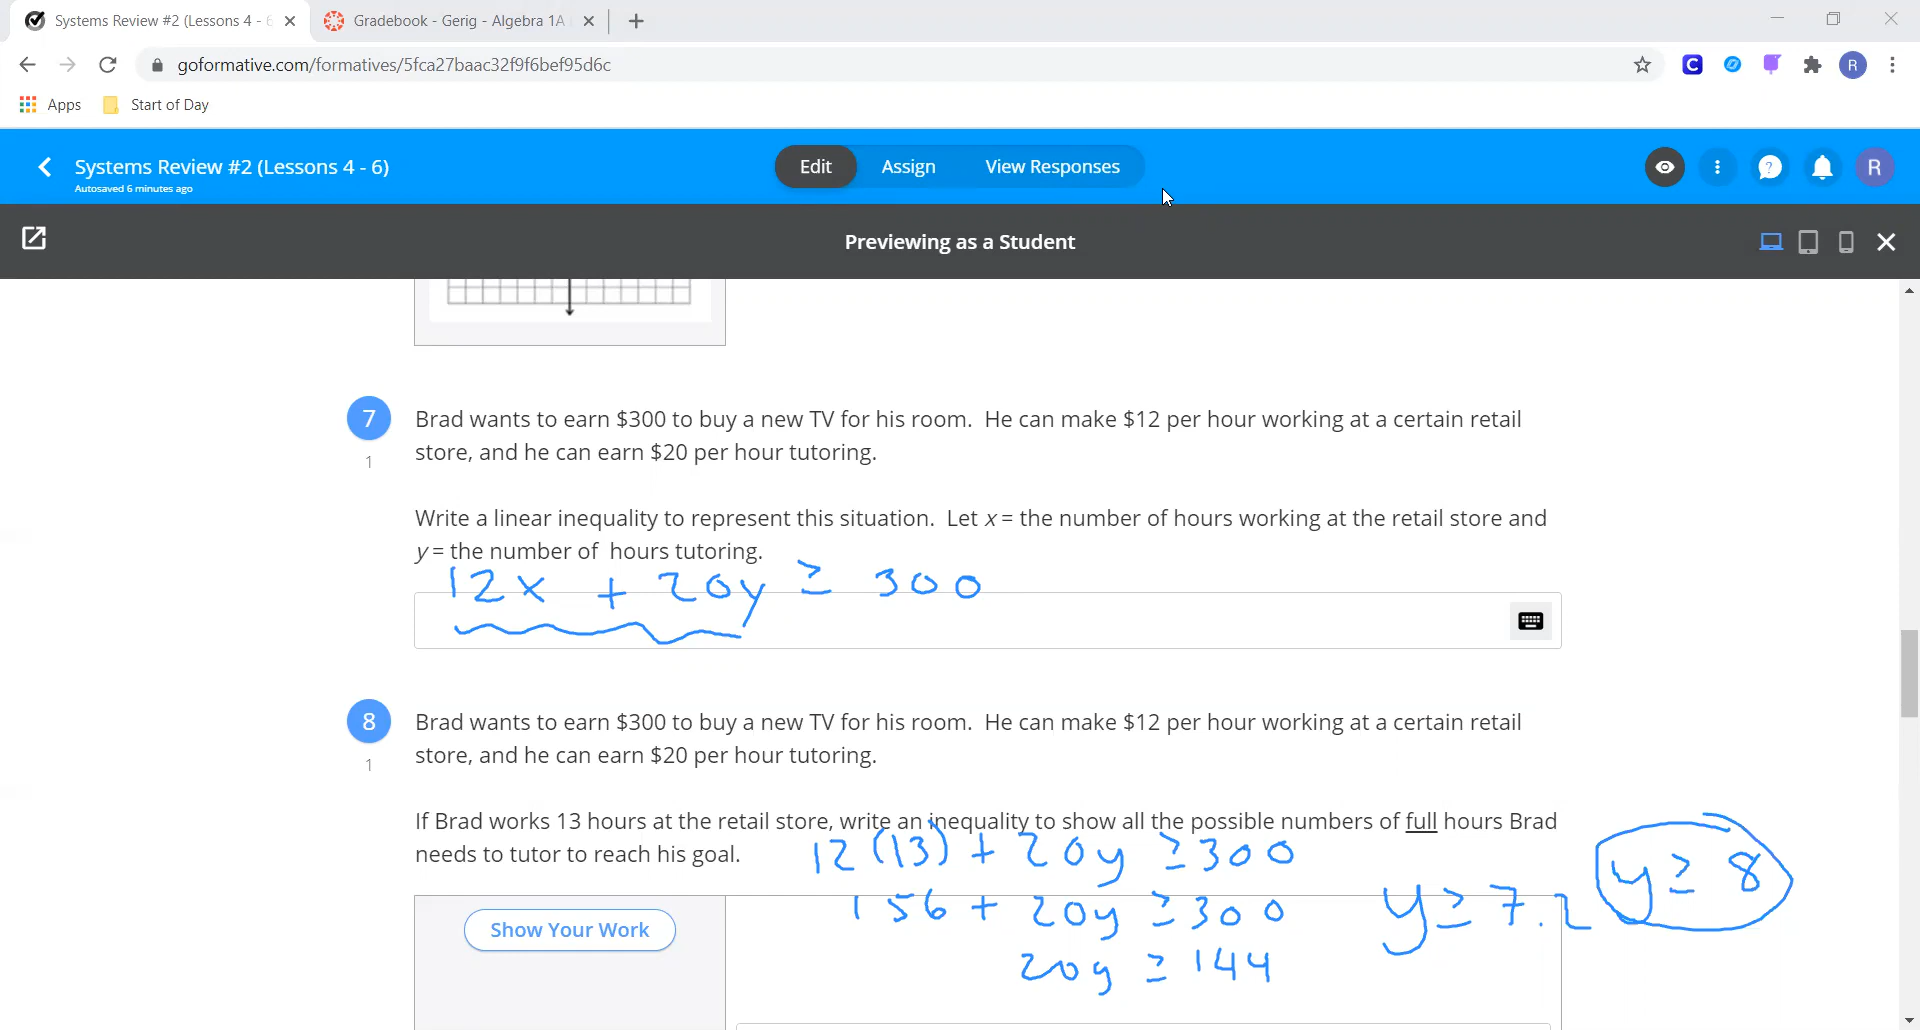 Systems Review #2 (Lessons 4 - 6
Gradebook - Gerig - Algebra 1A
goformative.com/formatives/5fca27baac32f9f6bef95d6c
R
Apps
Start of Day
Systems Review #2 (Lessons 4 - 6)
Autosaved 6 minutes ago
Edit
Assign
View Responses
R
Previewing as a Student
7
1
Brad wants to earn $300 to buy a new TV for his room. He can make $12 per hour working at a certain retail
store, and he can earn $20 per hour tutoring.
Write a linear inequality to represent this situation. Let x = the number of hours working at the retail store and
y = the number of hours tutoring.
12x + 20y ≥ 300
8
1
Brad wants to earn $300 to buy a new TV for his room. He can make $12 per hour working at a certain retail
store, and he can earn $20 per hour tutoring.
If Brad works 13 hours at the retail store, write an inequality to show all the possible numbers of full hours Brad
needs to tutor to reach his goal.
12(13) + 20y ≥ 300
156 + 20y ≥ 300
20y ≥ 144
y ≥ 7.2
y ≥ 8
Show Your Work